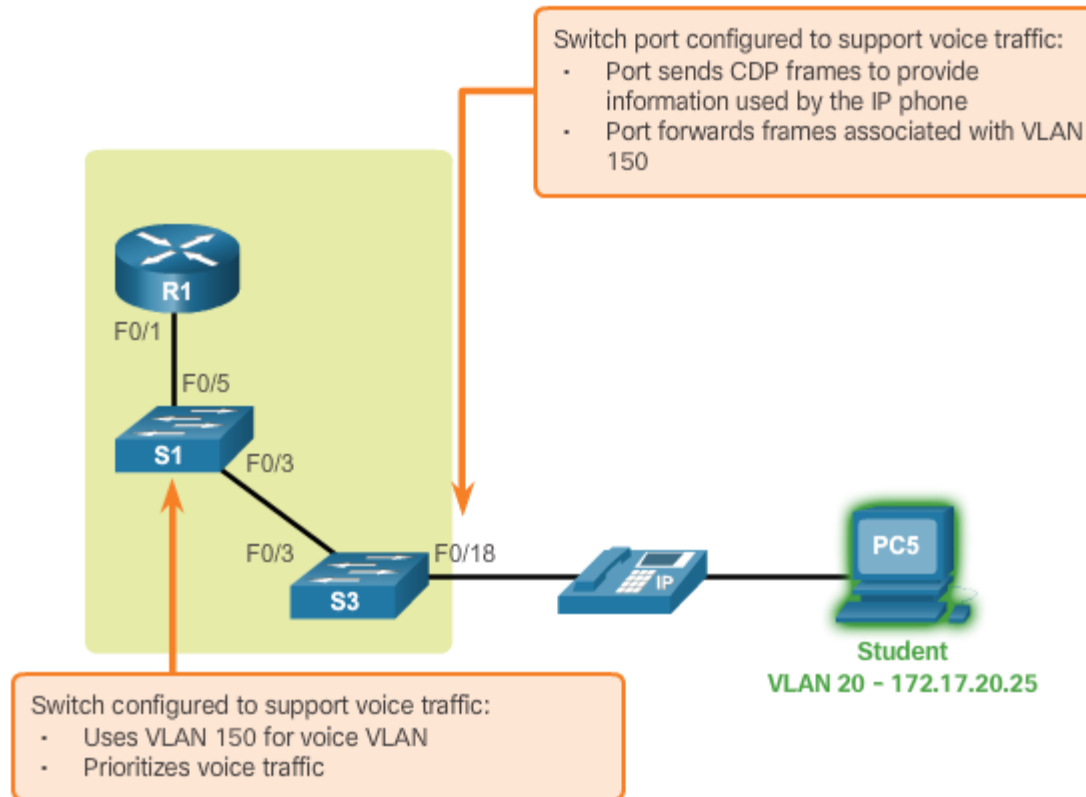 Switch port configured to support voice traffic:
• Port sends CDP frames to provide
information used by the IP phone
• Port forwards frames associated with VLAN
150
R1
F0/1
F0/5
S1
F0/3
F0/3
F0/18
S3
IP
PC5
Student
VLAN 20 - 172.17.20.25
Switch configured to support voice traffic:
• Uses VLAN 150 for voice VLAN
• Prioritizes voice traffic